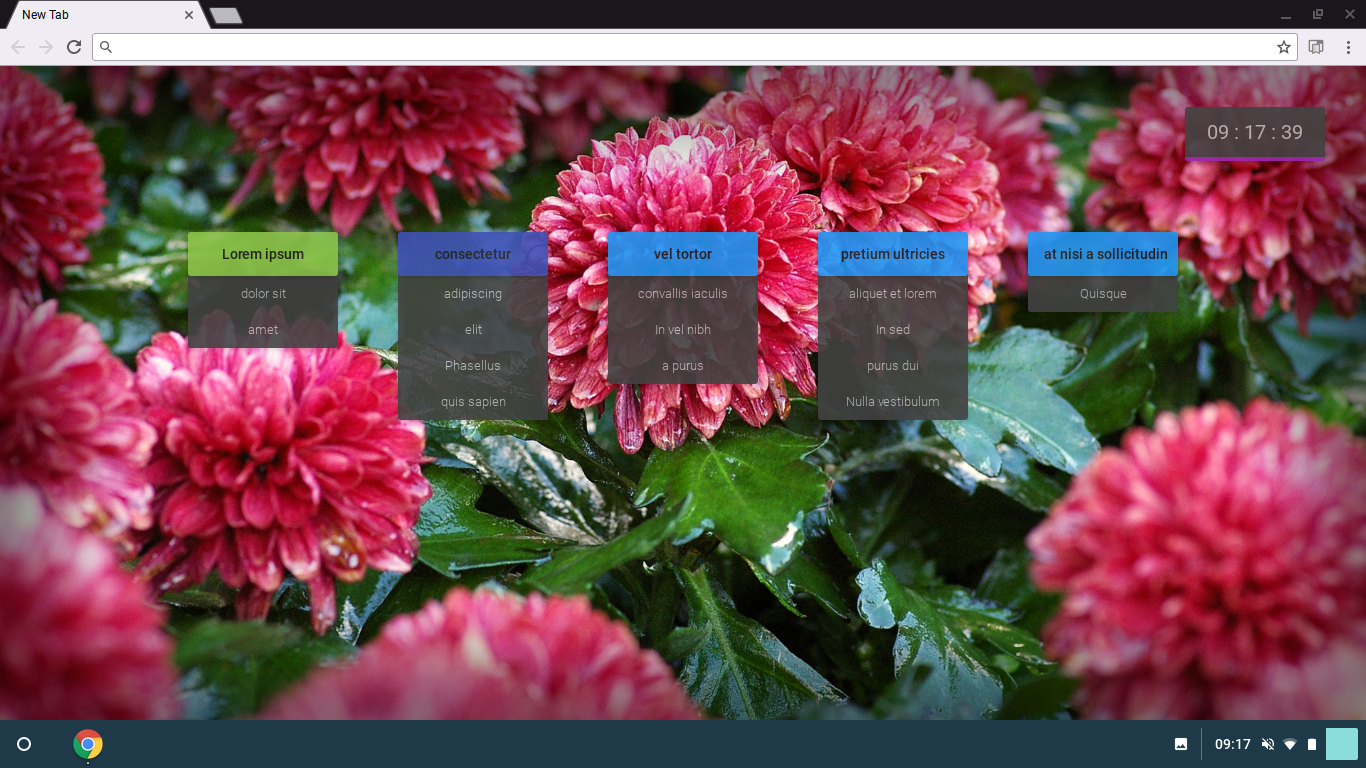 New Tab
09 : 17 : 39
Lorem ipsum
dolor sit
amet
consectetur
adipiscing
elit
Phasellus
quis sapien
vel tortor
convallis iaculis
In vel nibh
a purus
pretium ultricies
aliquet et lorem
In sed
purus dui
Nulla vestibulum
at nisi a sollicitudin
Quisque
09:17